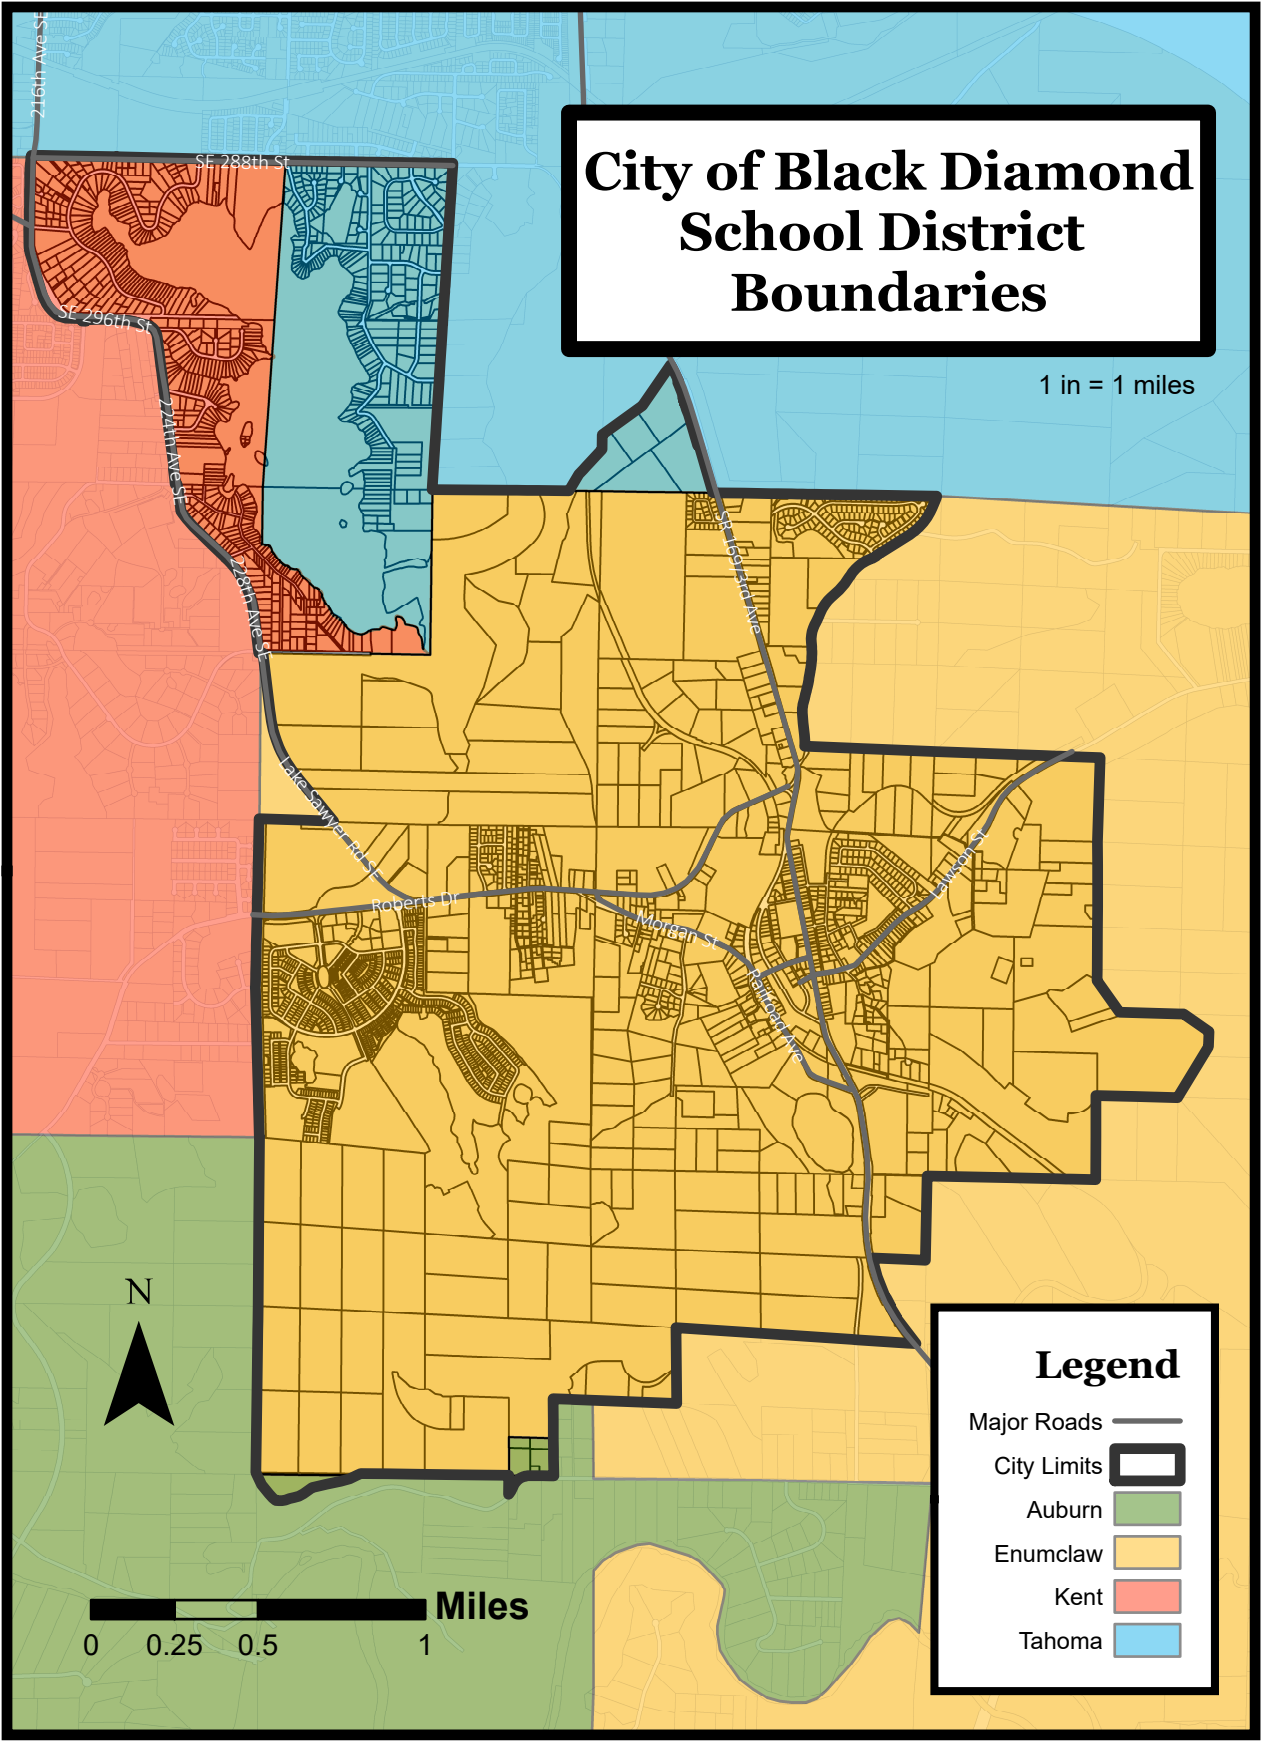 216th Ave SE
SE 288th St
City of Black Diamond
School District
Boundaries
1 in = 1 miles
SE 296th St
224th Ave SE
SR 169/3rd Ave
228th Ave SE
Lake Sawyer Rd SE
Lawson St
Roberts Dr
Morgan St
Railroad Ave
N
Legend
Major Roads
City Limits
Auburn
Enumclaw
Kent
Tahoma
Miles
0 0.25 0.5 1